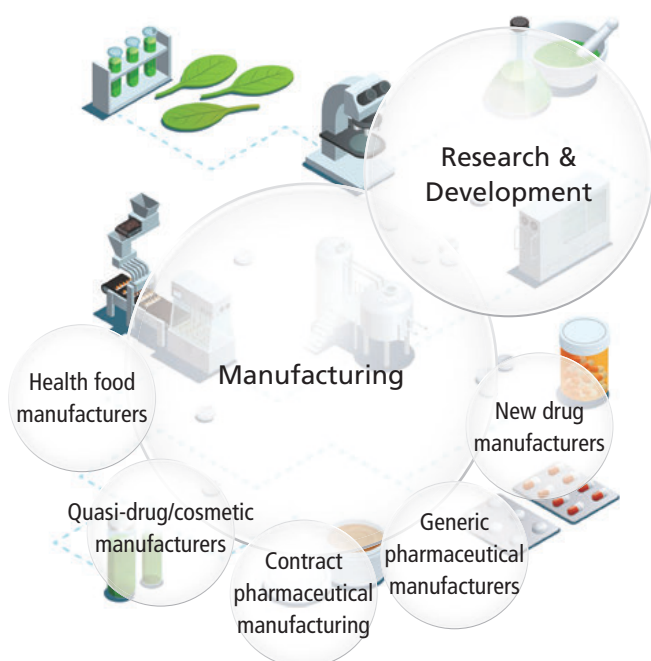 Research &
Development
Manufacturing
Health food
manufacturers
New drug
manufacturers
Quasi-drug/cosmetic
manufacturers
Generic
pharmaceutical
manufacturers
Contract
pharmaceutical
manufacturing